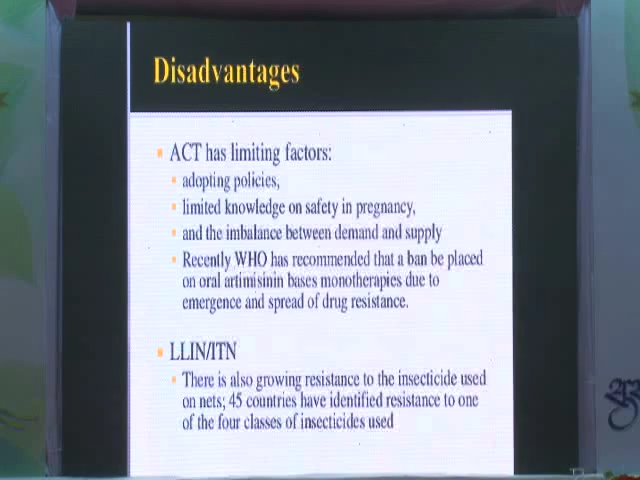 Disadvantages
ACT has limiting factors:
adopting policies,
limited knowledge on safety in pregnancy,
and the imbalance between demand and supply
Recently WHO has recommended that a ban be placed
on oral artimisinin bases monotherapies due to
emergence and spread of drug resistance.
LLIN/ITN
There is also growing resistance to the insecticide used
on nets; 45 countries have identified resistance to one
of the four classes of insecticides used